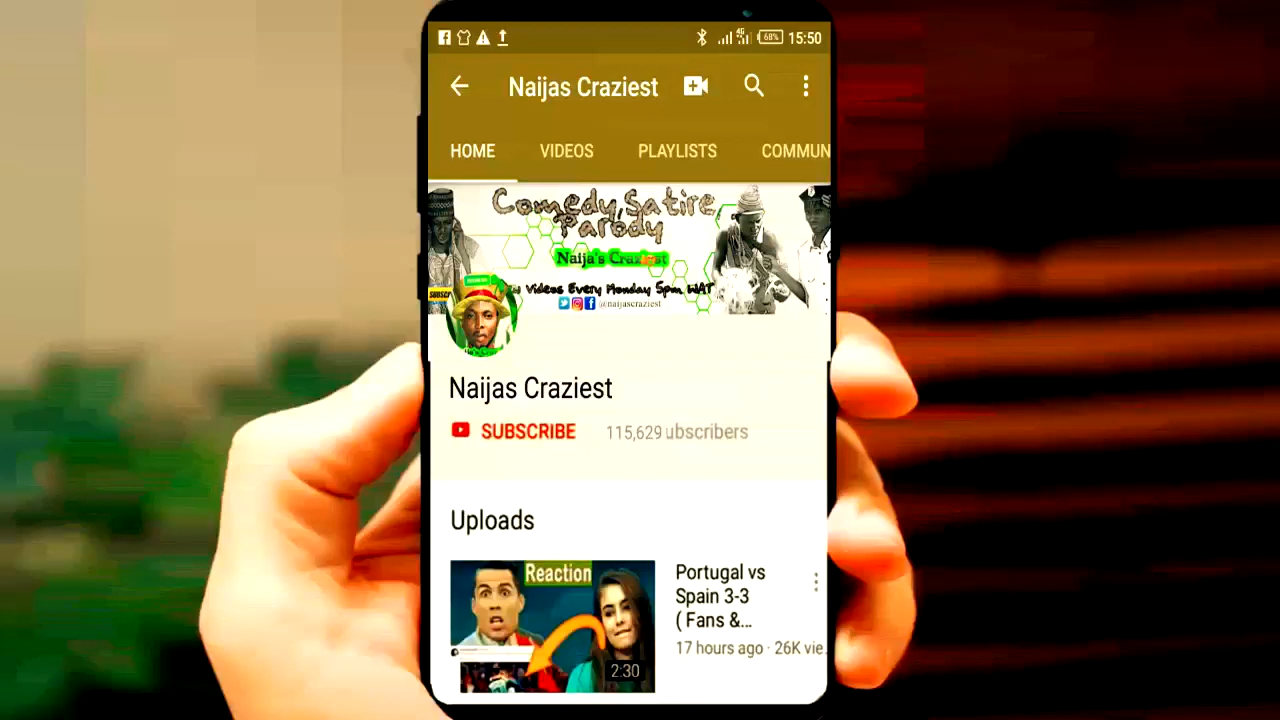 4G 68% 15:50
Naijas Craziest
HOME VIDEOS PLAYLISTS COMMUN
Comedy, Satire
Parody
Naija's Craziest
Videos Every Monday 5pm WAT
@naijascraziest
Naijas Craziest
SUBSCRIBE 115,629 ubscribers
Uploads
Reaction
2:30
Portugal vs
Spain 3-3
( Fans &...
17 hours ago · 26K vie